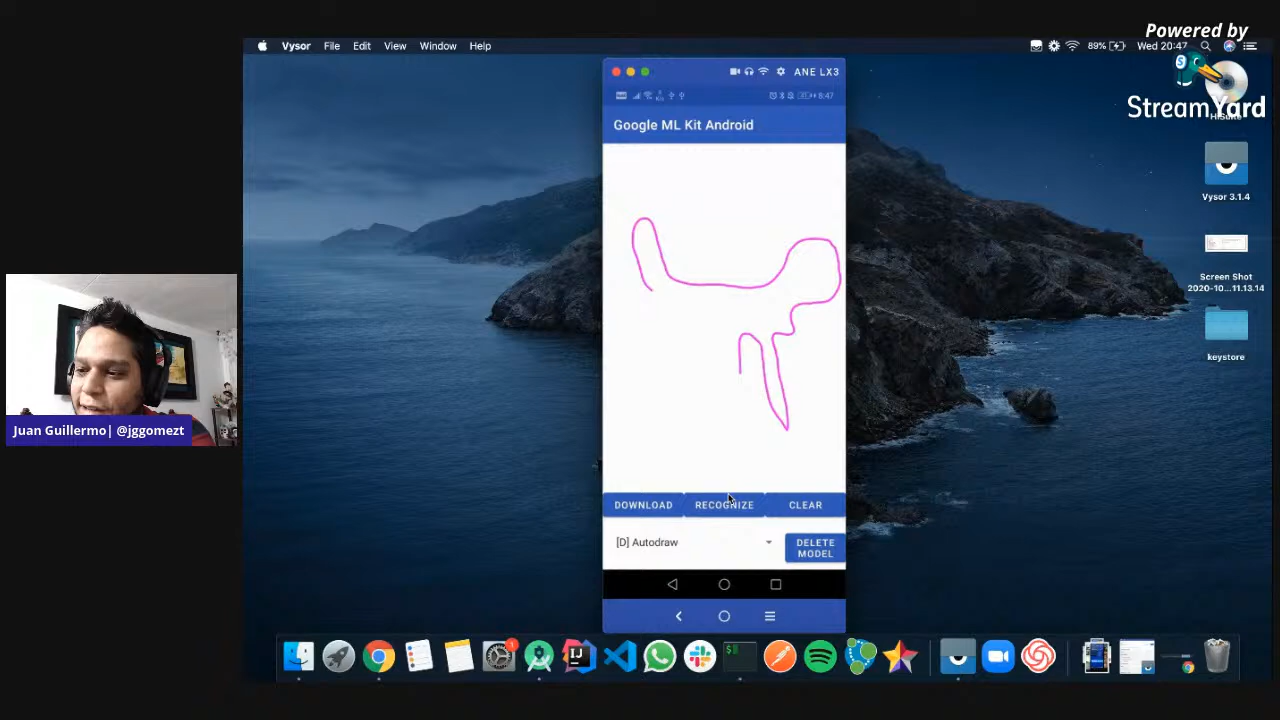 Powered by
StreamYard
Vysor File Edit View Window Help
89% Wed 20:47
ANE LX3
8:47
Google ML Kit Android
Vysor 3.1.4
Screen Shot
2020-10...11.13.14
keystore
Juan Guillermo| @jggomezt
DOWNLOAD RECOGNIZE CLEAR
[D] Autodraw
DELETE
MODEL